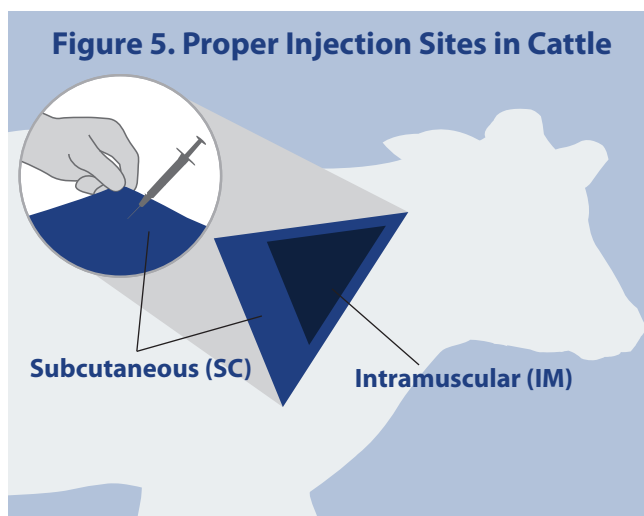 Figure 5. Proper Injection Sites in Cattle
Subcutaneous (SC)
Intramuscular (IM)